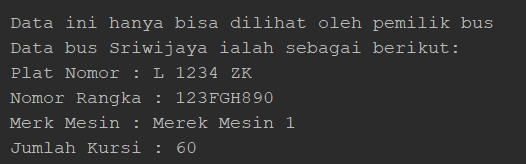 Data ini hanya bisa dilihat oleh pemilik bus
Data bus Sriwijaya ialah sebagai berikut:
Plat Nomor : L 1234 ZK
Nomor Rangka : 123FGH890
Merk Mesin : Merek Mesin 1
Jumlah Kursi : 60